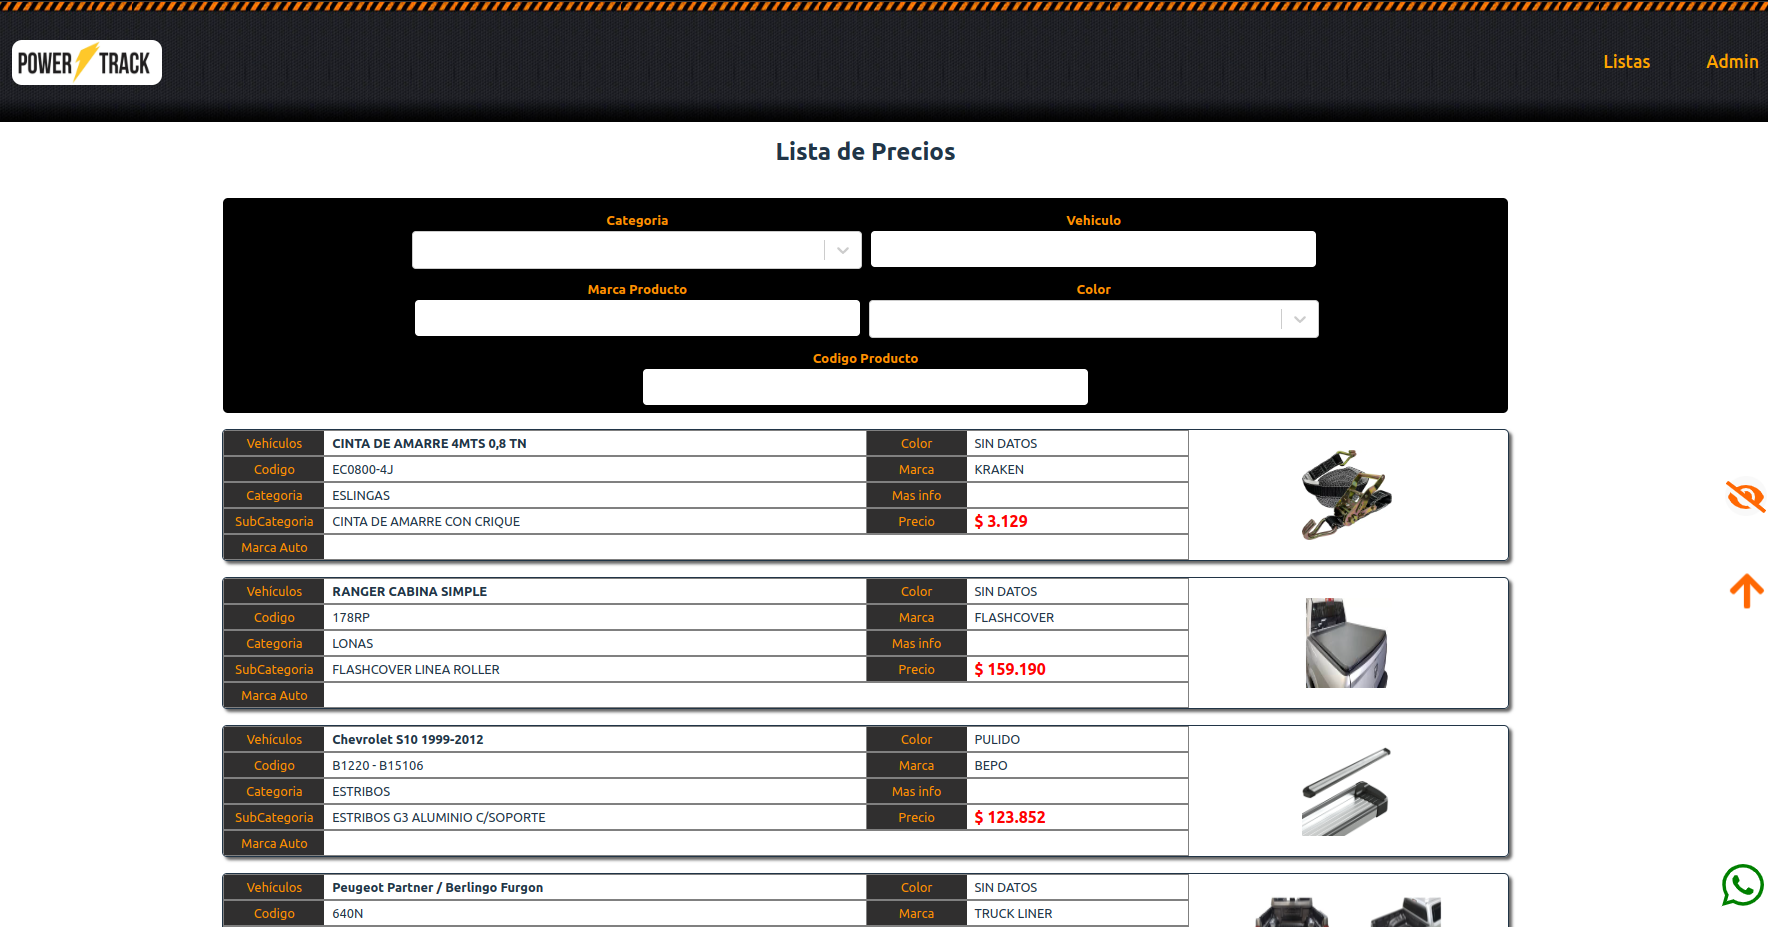 POWER TRACK
Listas Admin
Lista de Precios
Categoria Vehiculo
Marca Producto Color
Codigo Producto
Vehículos CINTA DE AMARRE 4MTS 0,8 TN Color SIN DATOS
Codigo EC0800-4J Marca KRAKEN
Categoria ESLINGAS Mas info
SubCategoria CINTA DE AMARRE CON CRIQUE Precio $ 3.129
Marca Auto
Vehículos RANGER CABINA SIMPLE Color SIN DATOS
Codigo 178RP Marca FLASHCOVER
Categoria LONAS Mas info
SubCategoria FLASHCOVER LINEA ROLLER Precio $ 159.190
Marca Auto
Vehículos Chevrolet S10 1999-2012 Color PULIDO
Codigo B1220 - B15106 Marca BEPO
Categoria ESTRIBOS Mas info
SubCategoria ESTRIBOS G3 ALUMINIO C/SOPORTE Precio $ 123.852
Marca Auto
Vehículos Peugeot Partner / Berlingo Furgon Color SIN DATOS
Codigo 640N Marca TRUCK LINER